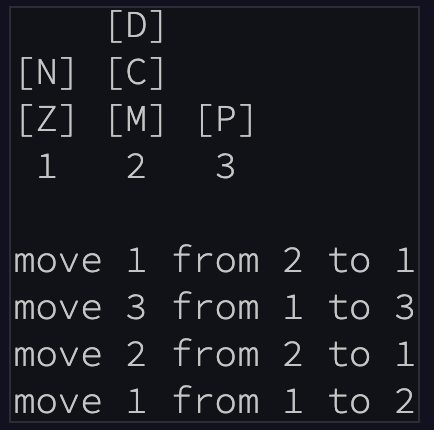 [D]
[N] [C]
[Z] [M] [P]
 1   2   3

move 1 from 2 to 1
move 3 from 1 to 3
move 2 from 2 to 1
move 1 from 1 to 2